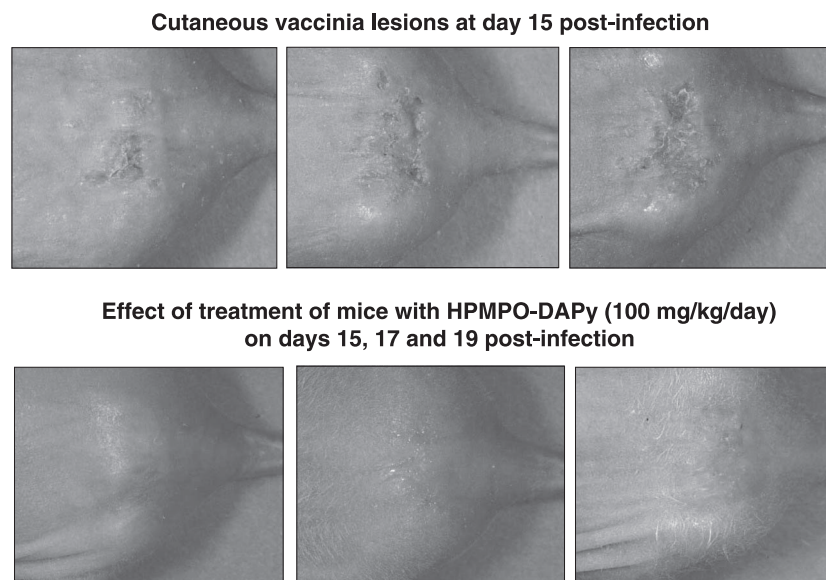 Cutaneous vaccinia lesions at day 15 post-infection
Effect of treatment of mice with HPMPO-DAPy (100 mg/kg/day)
on days 15, 17 and 19 post-infection